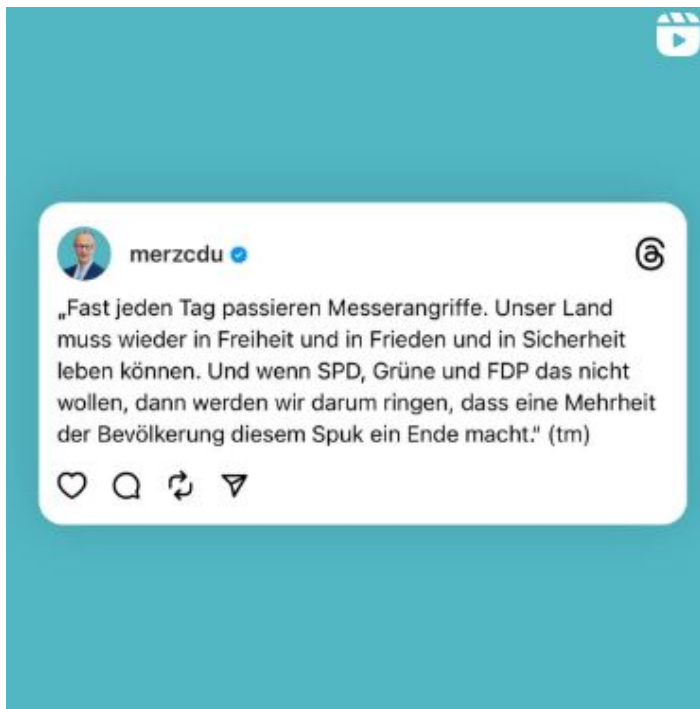 merzcdu
„Fast jeden Tag passieren Messerangriffe. Unser Land
muss wieder in Freiheit und in Frieden und in Sicherheit
leben können. Und wenn SPD, Grüne und FDP das nicht
wollen, dann werden wir darum ringen, dass eine Mehrheit
der Bevölkerung diesem Spuk ein Ende macht." (tm)